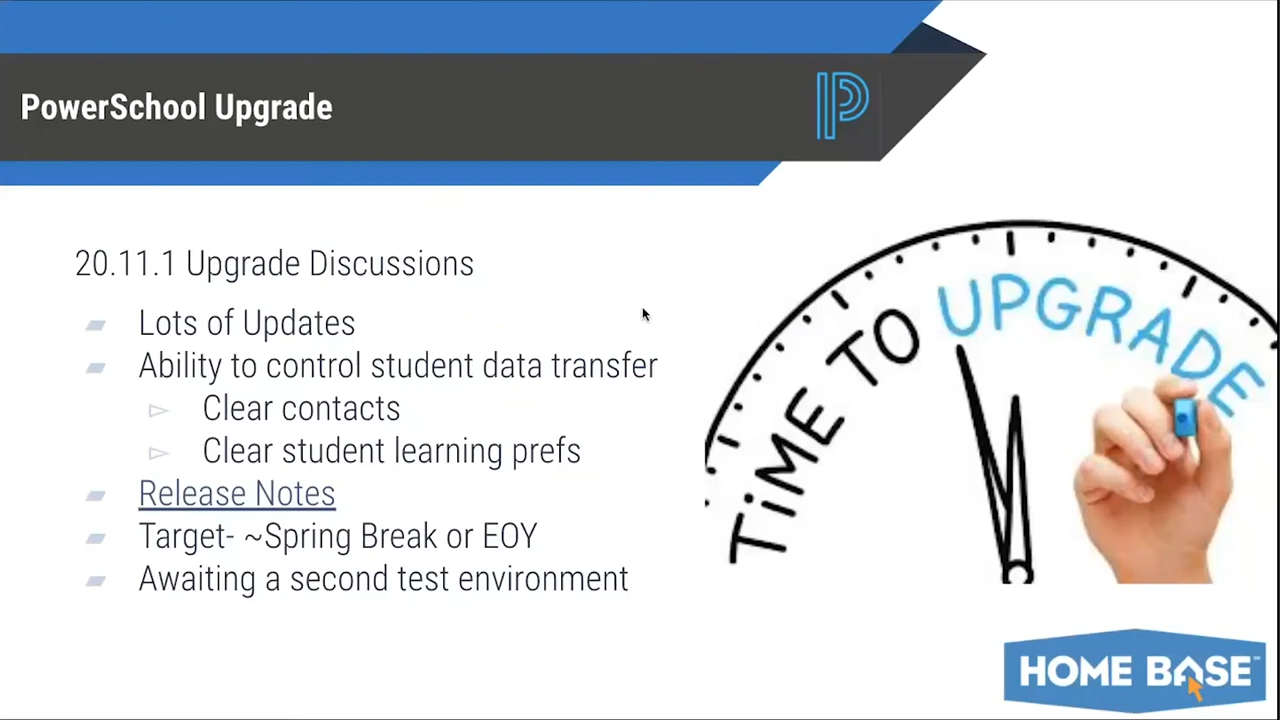 PowerSchool Upgrade
20.11.1 Upgrade Discussions
Lots of Updates
Ability to control student data transfer
Clear contacts
Clear student learning prefs
Release Notes
Target- ~Spring Break or EOY
Awaiting a second test environment
TiME TO UPGRADE
HOME BASE